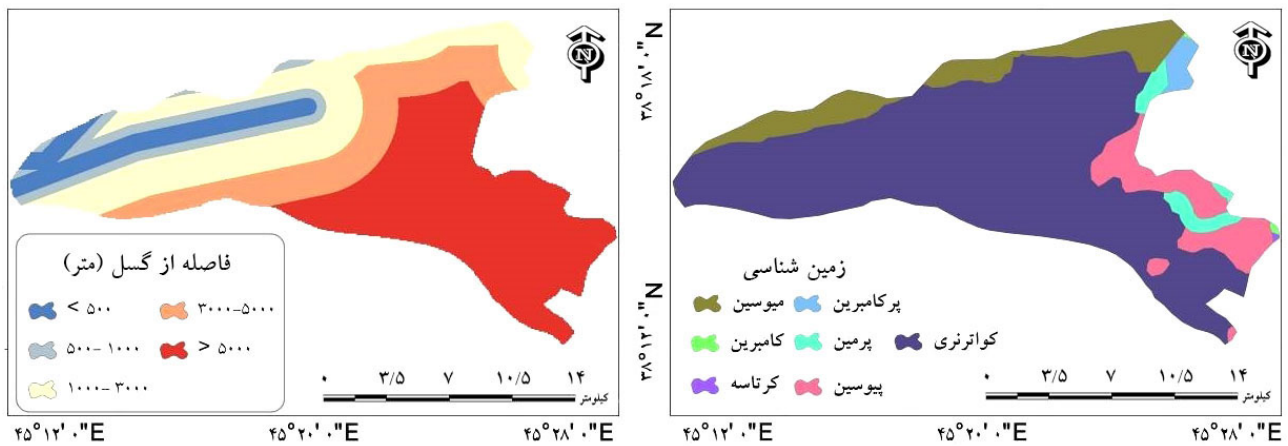 N
فاصله از گسل (متر)
< ۵۰۰
۳۰۰۰-۵۰۰۰
۵۰۰-۱۰۰۰
> ۵۰۰۰
۱۰۰۰-۳۰۰۰
۰ ۳/۵ ۷ ۱۰/۵ ۱۴
کیلومتر
۴۵°۱۲'۰"E ۴۵°۲۰'۰"E ۴۵°۲۸'۰"E
N
۳۸°۱۸'۰"N
۳۸°۱۲'۰"N
زمین شناسی
میوسین پرکامبرین
کامبرین پرمین کواترنری
کرتاسه پیوسین
۰ ۳/۵ ۷ ۱۰/۵ ۱۴
کیلومتر
۴۵°۱۲'۰"E ۴۵°۲۰'۰"E ۴۵°۲۸'۰"E